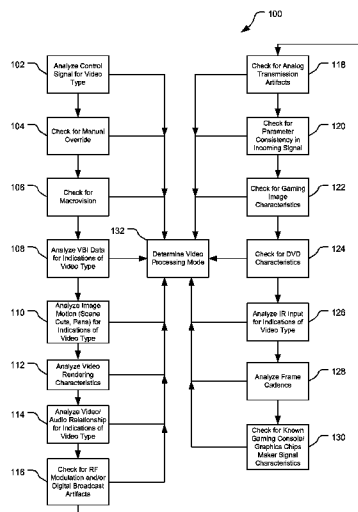 100
102
Analyze Control
Signal for Video
Type
104
Check for Manual
Override
106
Check for
Macrovision
108
Analyze VBI Data
for Indications of
Video Type
110
Analyze Image
Motion (Scene
Cuts, Pans) for
Indications of
Video Type
112
Analyze Video
Rendering
Characteristics
114
Analyze Video/
Audio Relationship
for Indications of
Video Type
116
Check for RF
Modulation and/or
Digital Broadcast
Artifacts
132
Determine Video
Processing Mode
Check for Analog
Transmission
Artifacts
118
Check for
Parameter
Consistency in
Incoming Signal
120
Check for Gaming
Image
Characteristics
122
Check for DVD
Characteristics
124
Analyze IR Input
for Indications of
Video Type
126
Analyze Frame
Cadence
128
Check for Known
Gaming Console/
Graphics Chips
Maker Signal
Characteristics
130